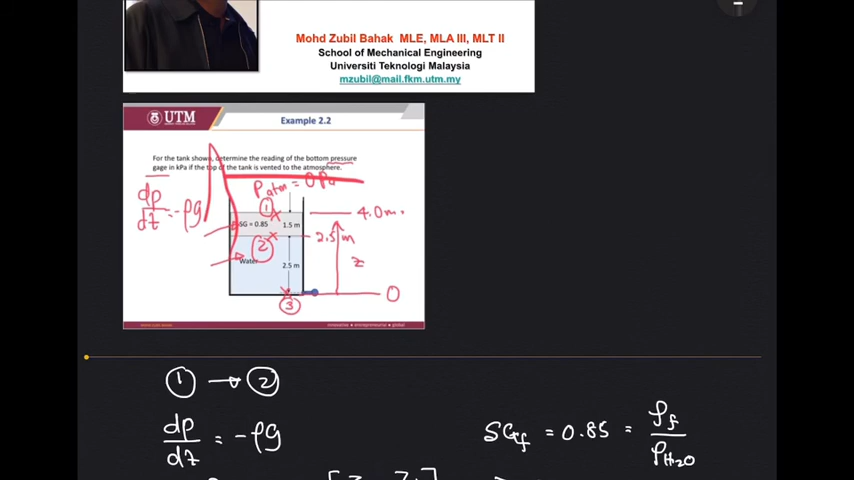 Mohd Zubil Bahak MLE, MLA III, MLT II
School of Mechanical Engineering
Universiti Teknologi Malaysia
mzubil@mail.fkm.utm.my
UTM
Example 2.2
For the tank shown, determine the reading of the bottom pressure
gage in kPa if the top of the tank is vented to the atmosphere.
Patm = 0 Pa
dp/dz = -ρg
1
4.0m.
SG = 0.85
1.5 m
2
2.5 m
Water
2.5 m
z
3
0
innovative ● entrepreneurial ● global
① → ②
dp/dz = -ρg
SGf = 0.85 = ρf/ρH2O